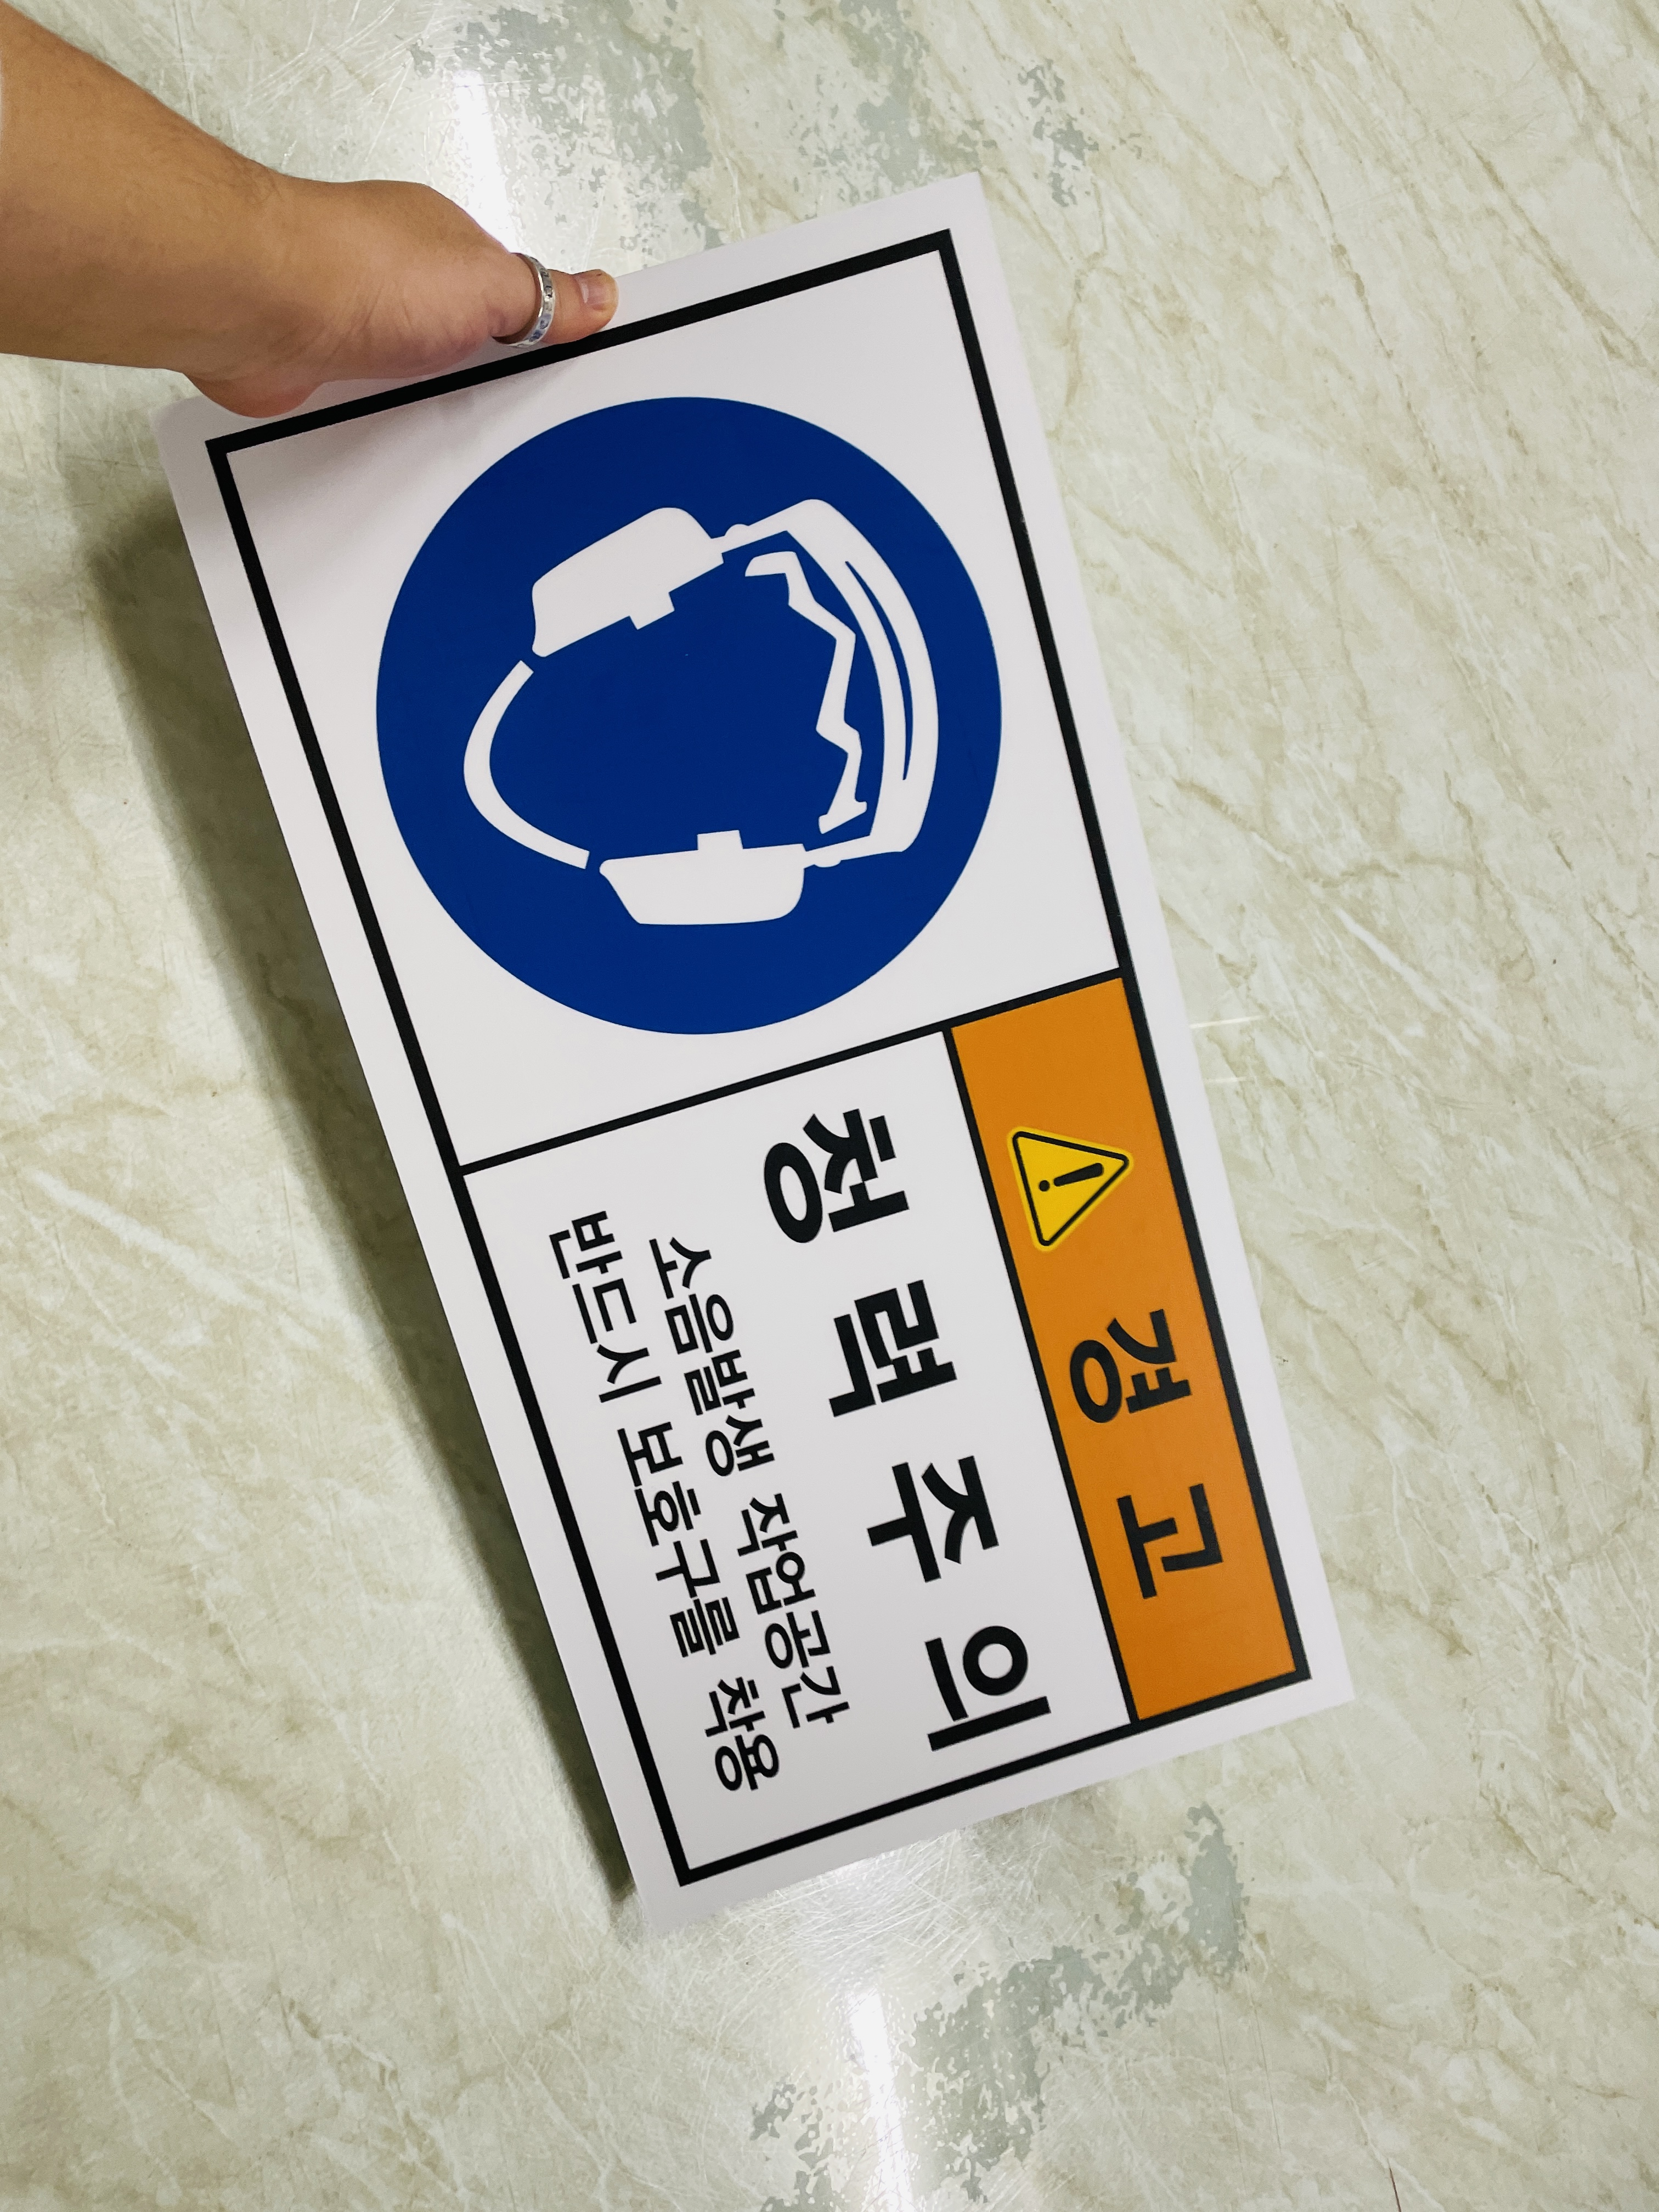 경고
청력주의
소음발생 작업공간
반드시 보호구를 착용